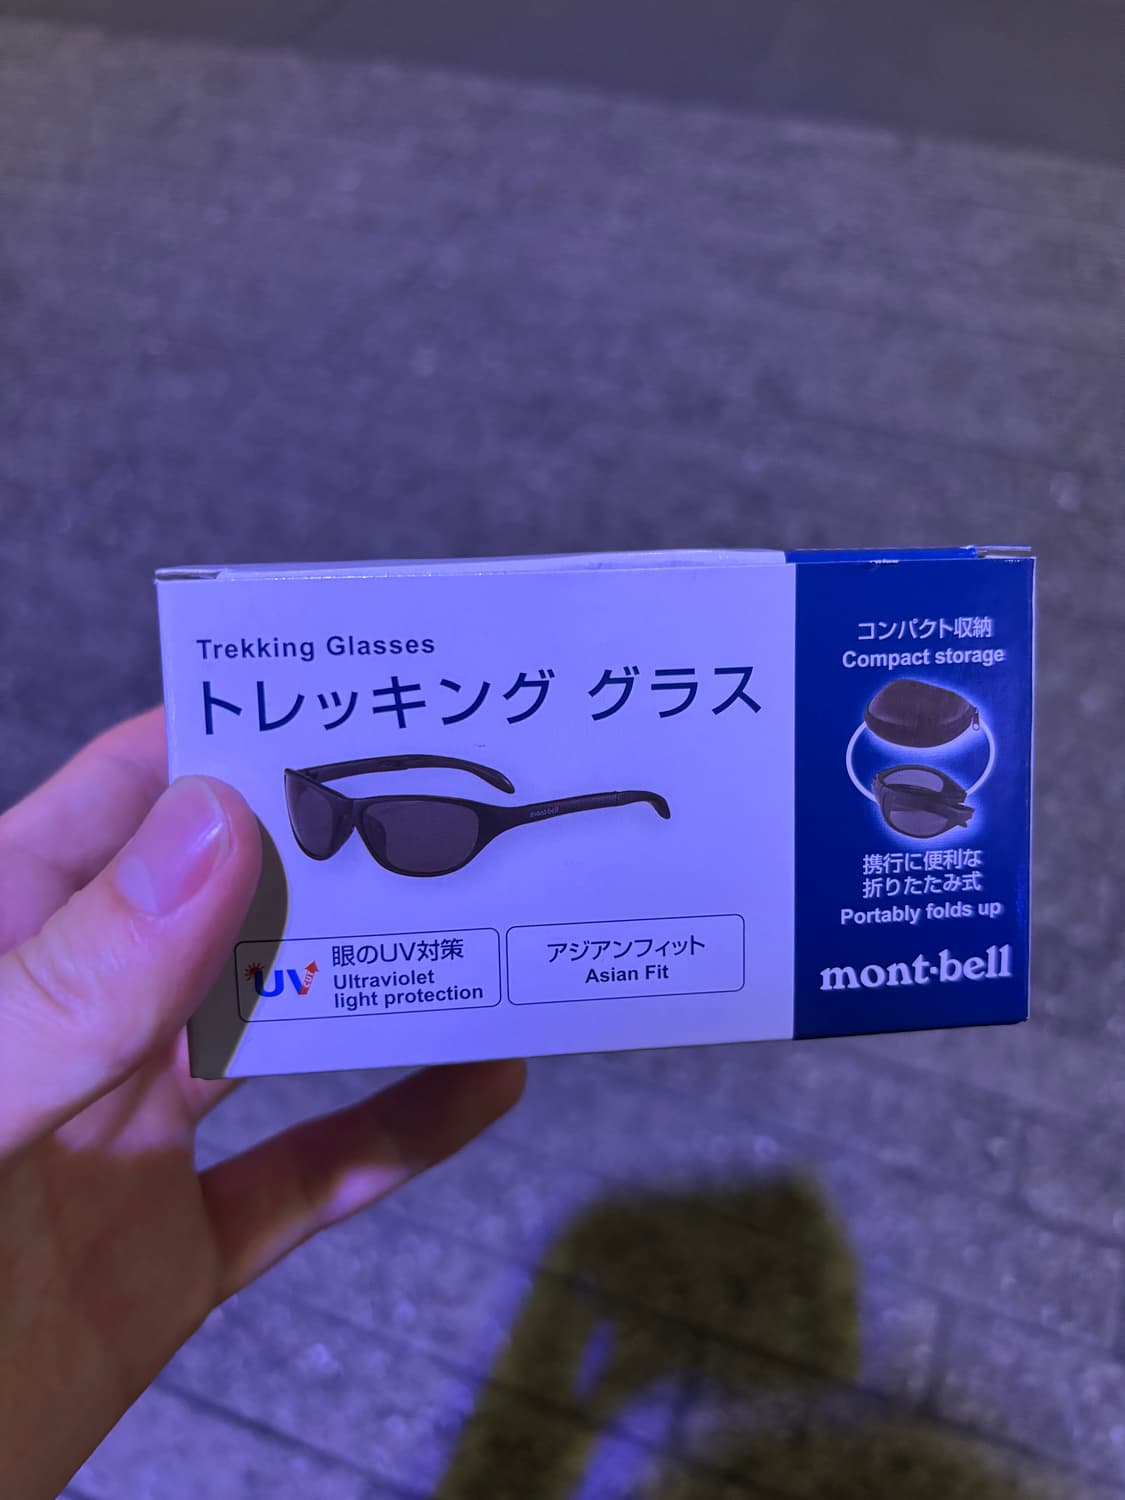 Trekking Glasses
トレッキング グラス
mont-bell
UV
cut
眼のUV対策
Ultraviolet
light protection
アジアンフィット
Asian Fit
コンパクト収納
Compact storage
携行に便利な
折りたたみ式
Portably folds up
mont-bell